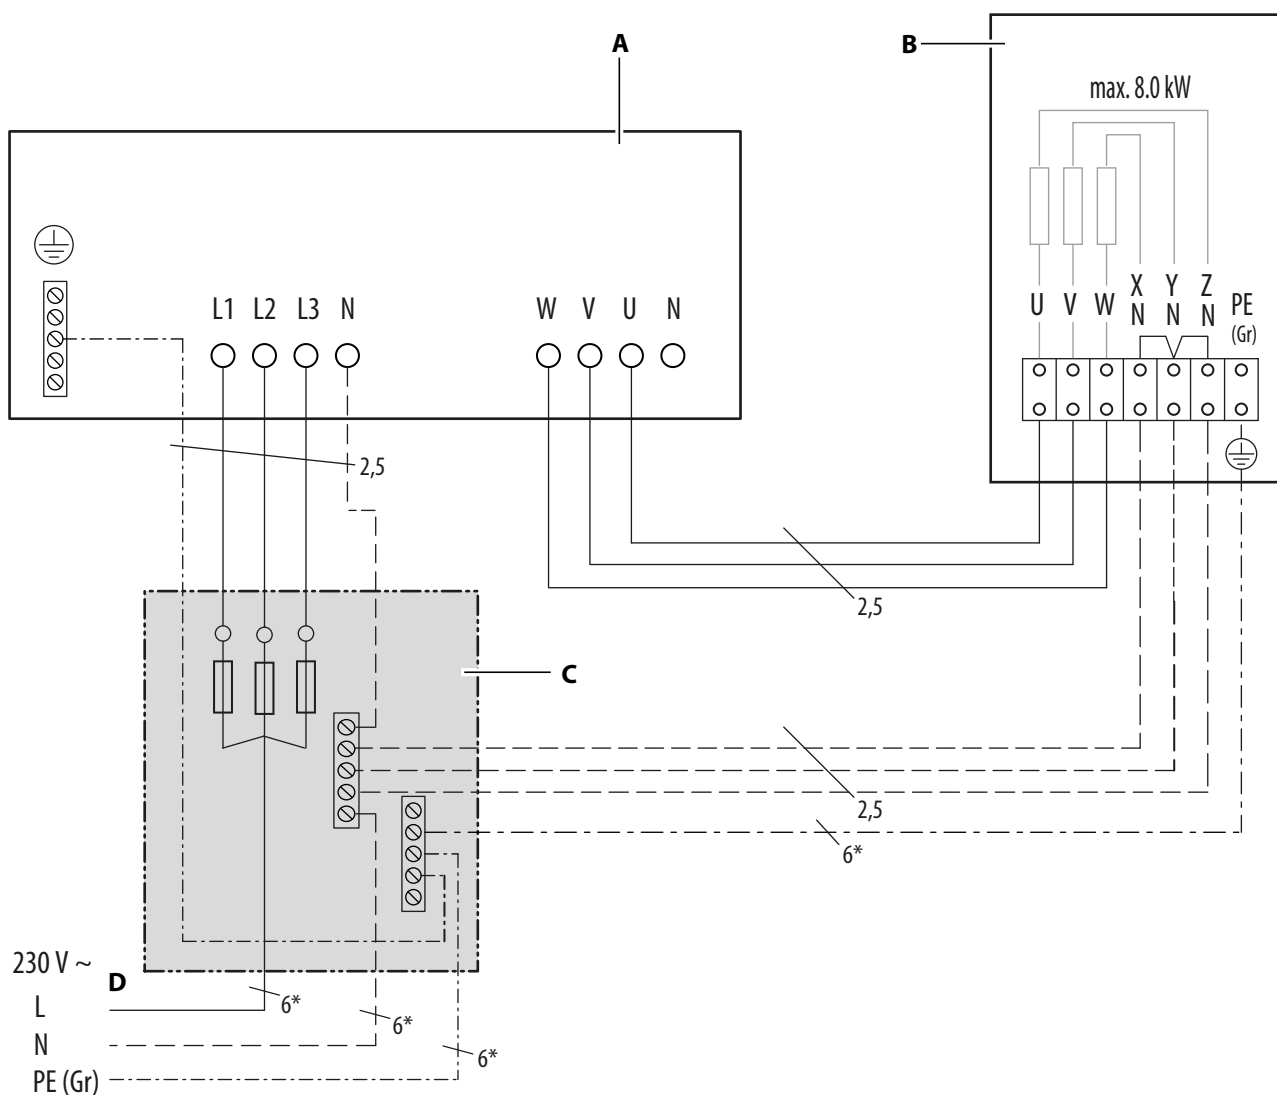 A
B
max. 8.0 kW
L1 L2 L3 N
W V U N
U V W X Y Z PE
N N N (Gr)
2,5
2,5
C
2,5
6*
230 V ~
D
L
6*
6*
N
6*
PE (Gr)